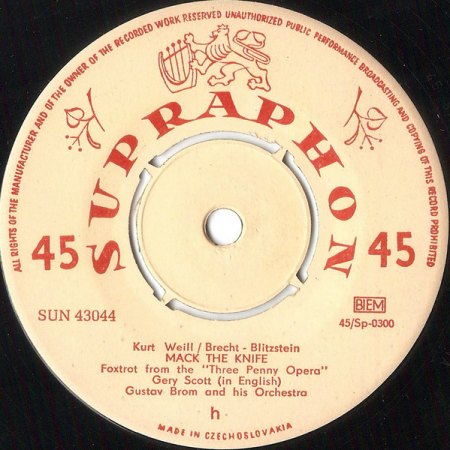 ALL RIGHTS OF THE MANUFACTURER AND OF THE OWNER OF THE RECORDED WORK RESERVED UNAUTHORIZED PUBLIC PERFORMANCE BROADCASTING AND COPYING OF THIS RECORD PROHIBITED
SUPRAPHON
45 45
SUN 43044
BIEM
45/Sp-0300
Kurt Weill / Brecht - Blitzstein
MACK THE KNIFE
Foxtrot from the "Three Penny Opera"
Gery Scott (in English)
Gustav Brom and his Orchestra
h
MADE IN CZECHOSLOVAKIA